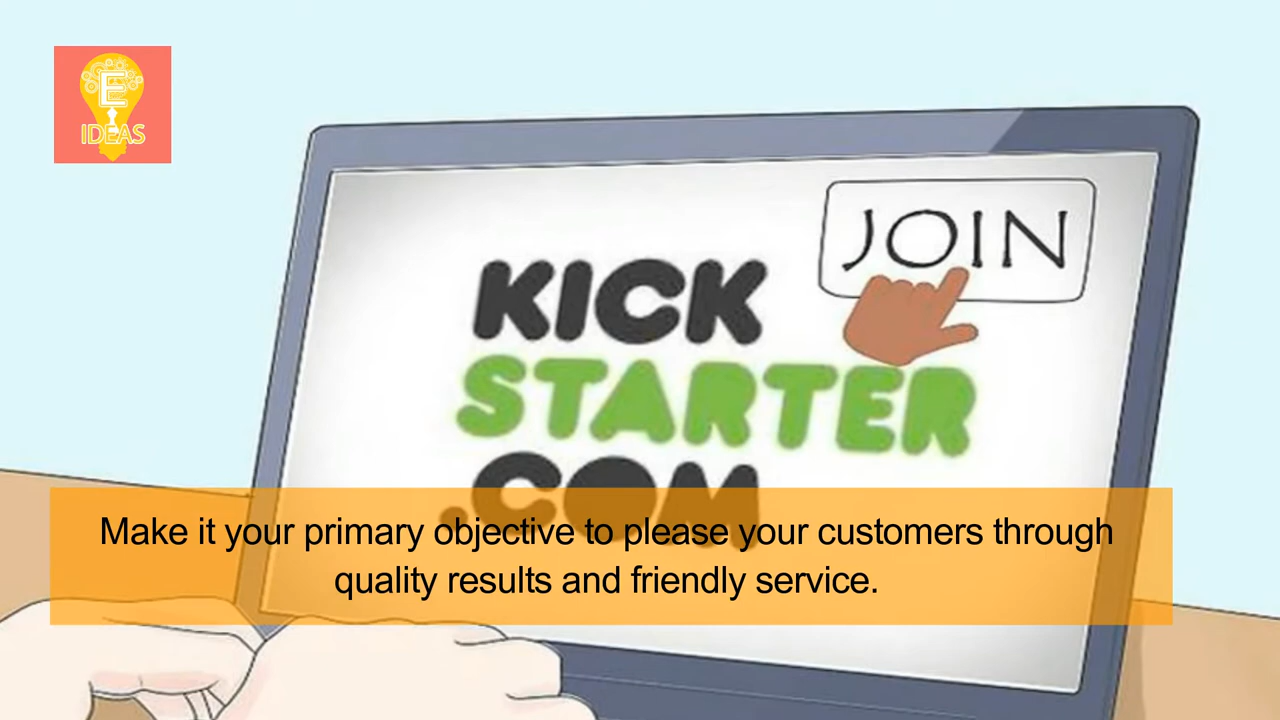 E
IDEAS
JOIN
KICK
STARTER
.COM
Make it your primary objective to please your customers through
quality results and friendly service.